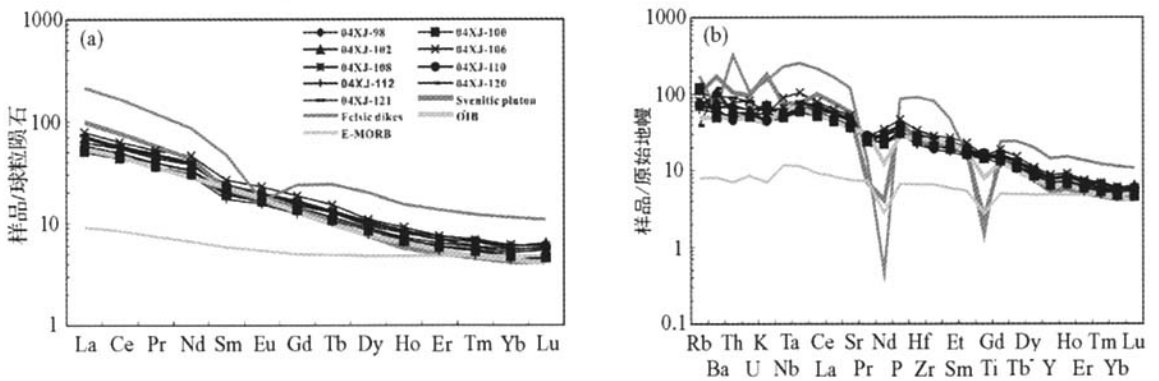 1000
100
10
1
样品/球粒陨石
(a)
04XJ-98
04XJ-100
04XJ-102
04XJ-106
04XJ-108
04XJ-110
04XJ-112
04XJ-120
04XJ-121
Svenitic pluton
Felsic dikes
OIB
E-MORB
La Ce Pr Nd Sm Eu Gd Tb Dy Ho Er Tm Yb Lu
1000
100
10
1
0.1
样品/原始地幔
(b)
Rb Th K Ta Ce Sr Nd Hf Et Gd Dy Ho Tm Lu
Ba U Nb La Pr P Zr Sm Ti Tb Y Er Yb